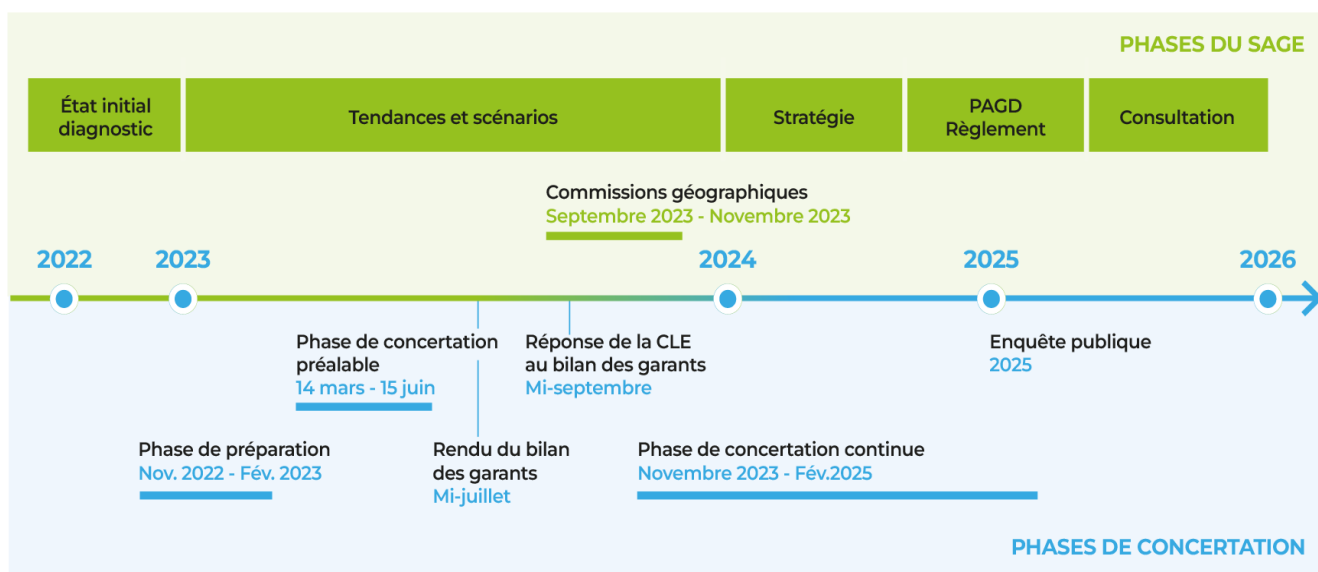 PHASES DU SAGE
État initial
diagnostic
Tendances et scénarios
Stratégie
PAGD
Règlement
Consultation
Commissions géographiques
Septembre 2023 - Novembre 2023
2022
2023
2024
2025
2026
Phase de concertation
préalable
14 mars - 15 juin
Réponse de la CLE
au bilan des garants
Mi-septembre
Enquête publique
2025
Phase de préparation
Nov. 2022 - Fév. 2023
Rendu du bilan
des garants
Mi-juillet
Phase de concertation continue
Novembre 2023 - Fév.2025
PHASES DE CONCERTATION